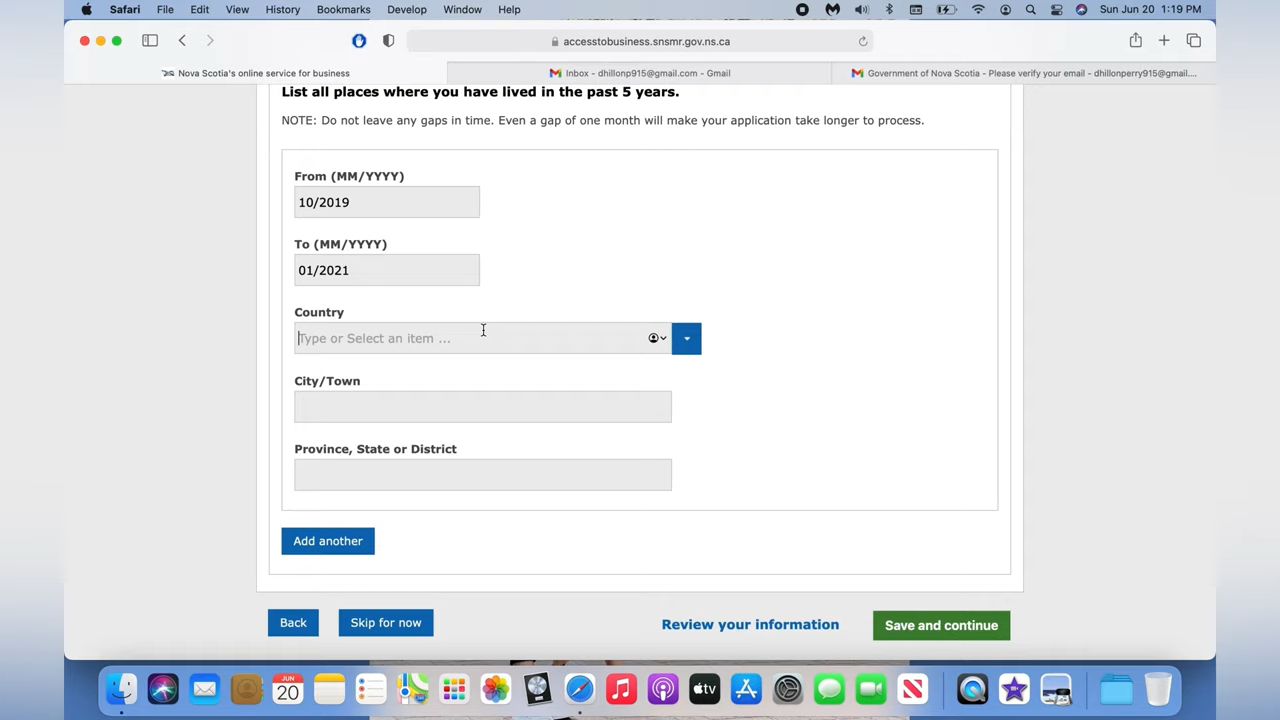 Safari File Edit View History Bookmarks Develop Window Help Sun Jun 20 1:19 PM
accesstobusiness.snsmr.gov.ns.ca
Nova Scotia's online service for business
Inbox - dhillonp915@gmail.com - Gmail
Government of Nova Scotia - Please verify your email - dhillonperry915@gmail....
List all places where you have lived in the past 5 years.
NOTE: Do not leave any gaps in time. Even a gap of one month will make your application take longer to process.
From (MM/YYYY)
10/2019
To (MM/YYYY)
01/2021
Country
Type or Select an item ...
City/Town
Province, State or District
Add another
Back
Skip for now
Review your information
Save and continue
JUN
20
tv